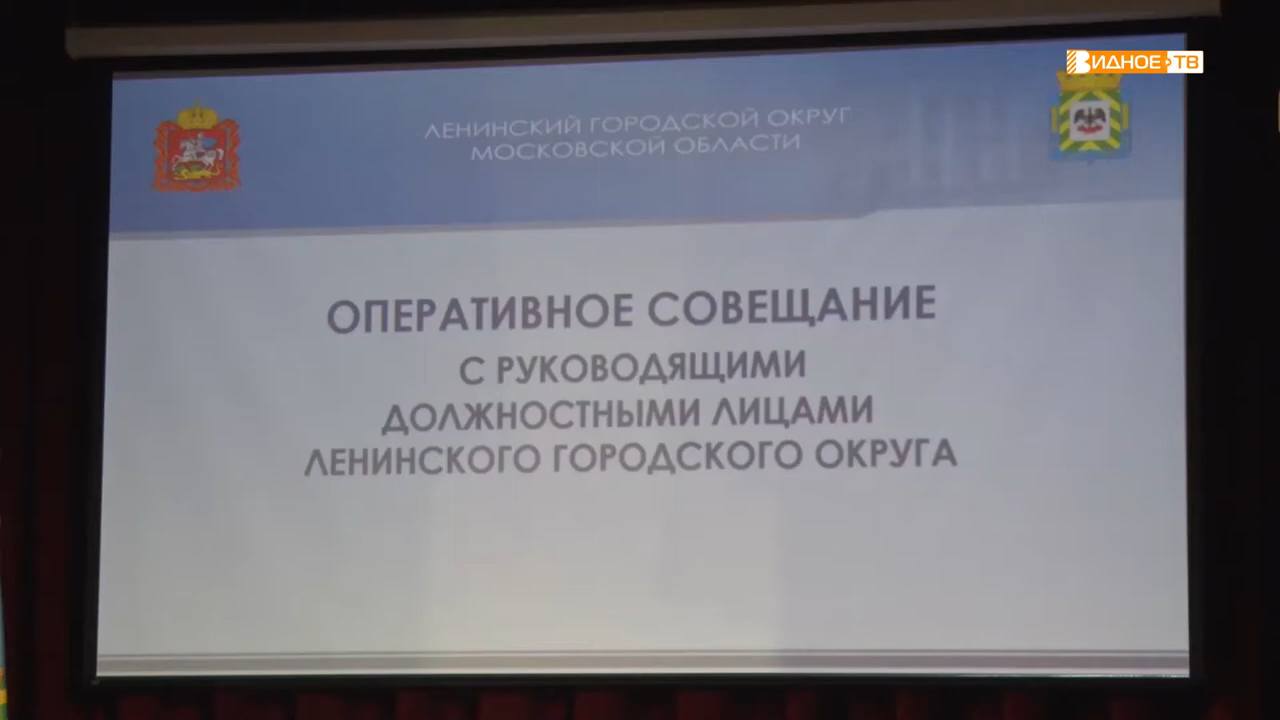 ВИДНОЕ ТВ
ЛЕНИНСКИЙ ГОРОДСКОЙ ОКРУГ
МОСКОВСКОЙ ОБЛАСТИ
ОПЕРАТИВНОЕ СОВЕЩАНИЕ
С РУКОВОДЯЩИМИ
ДОЛЖНОСТНЫМИ ЛИЦАМИ
ЛЕНИНСКОГО ГОРОДСКОГО ОКРУГА